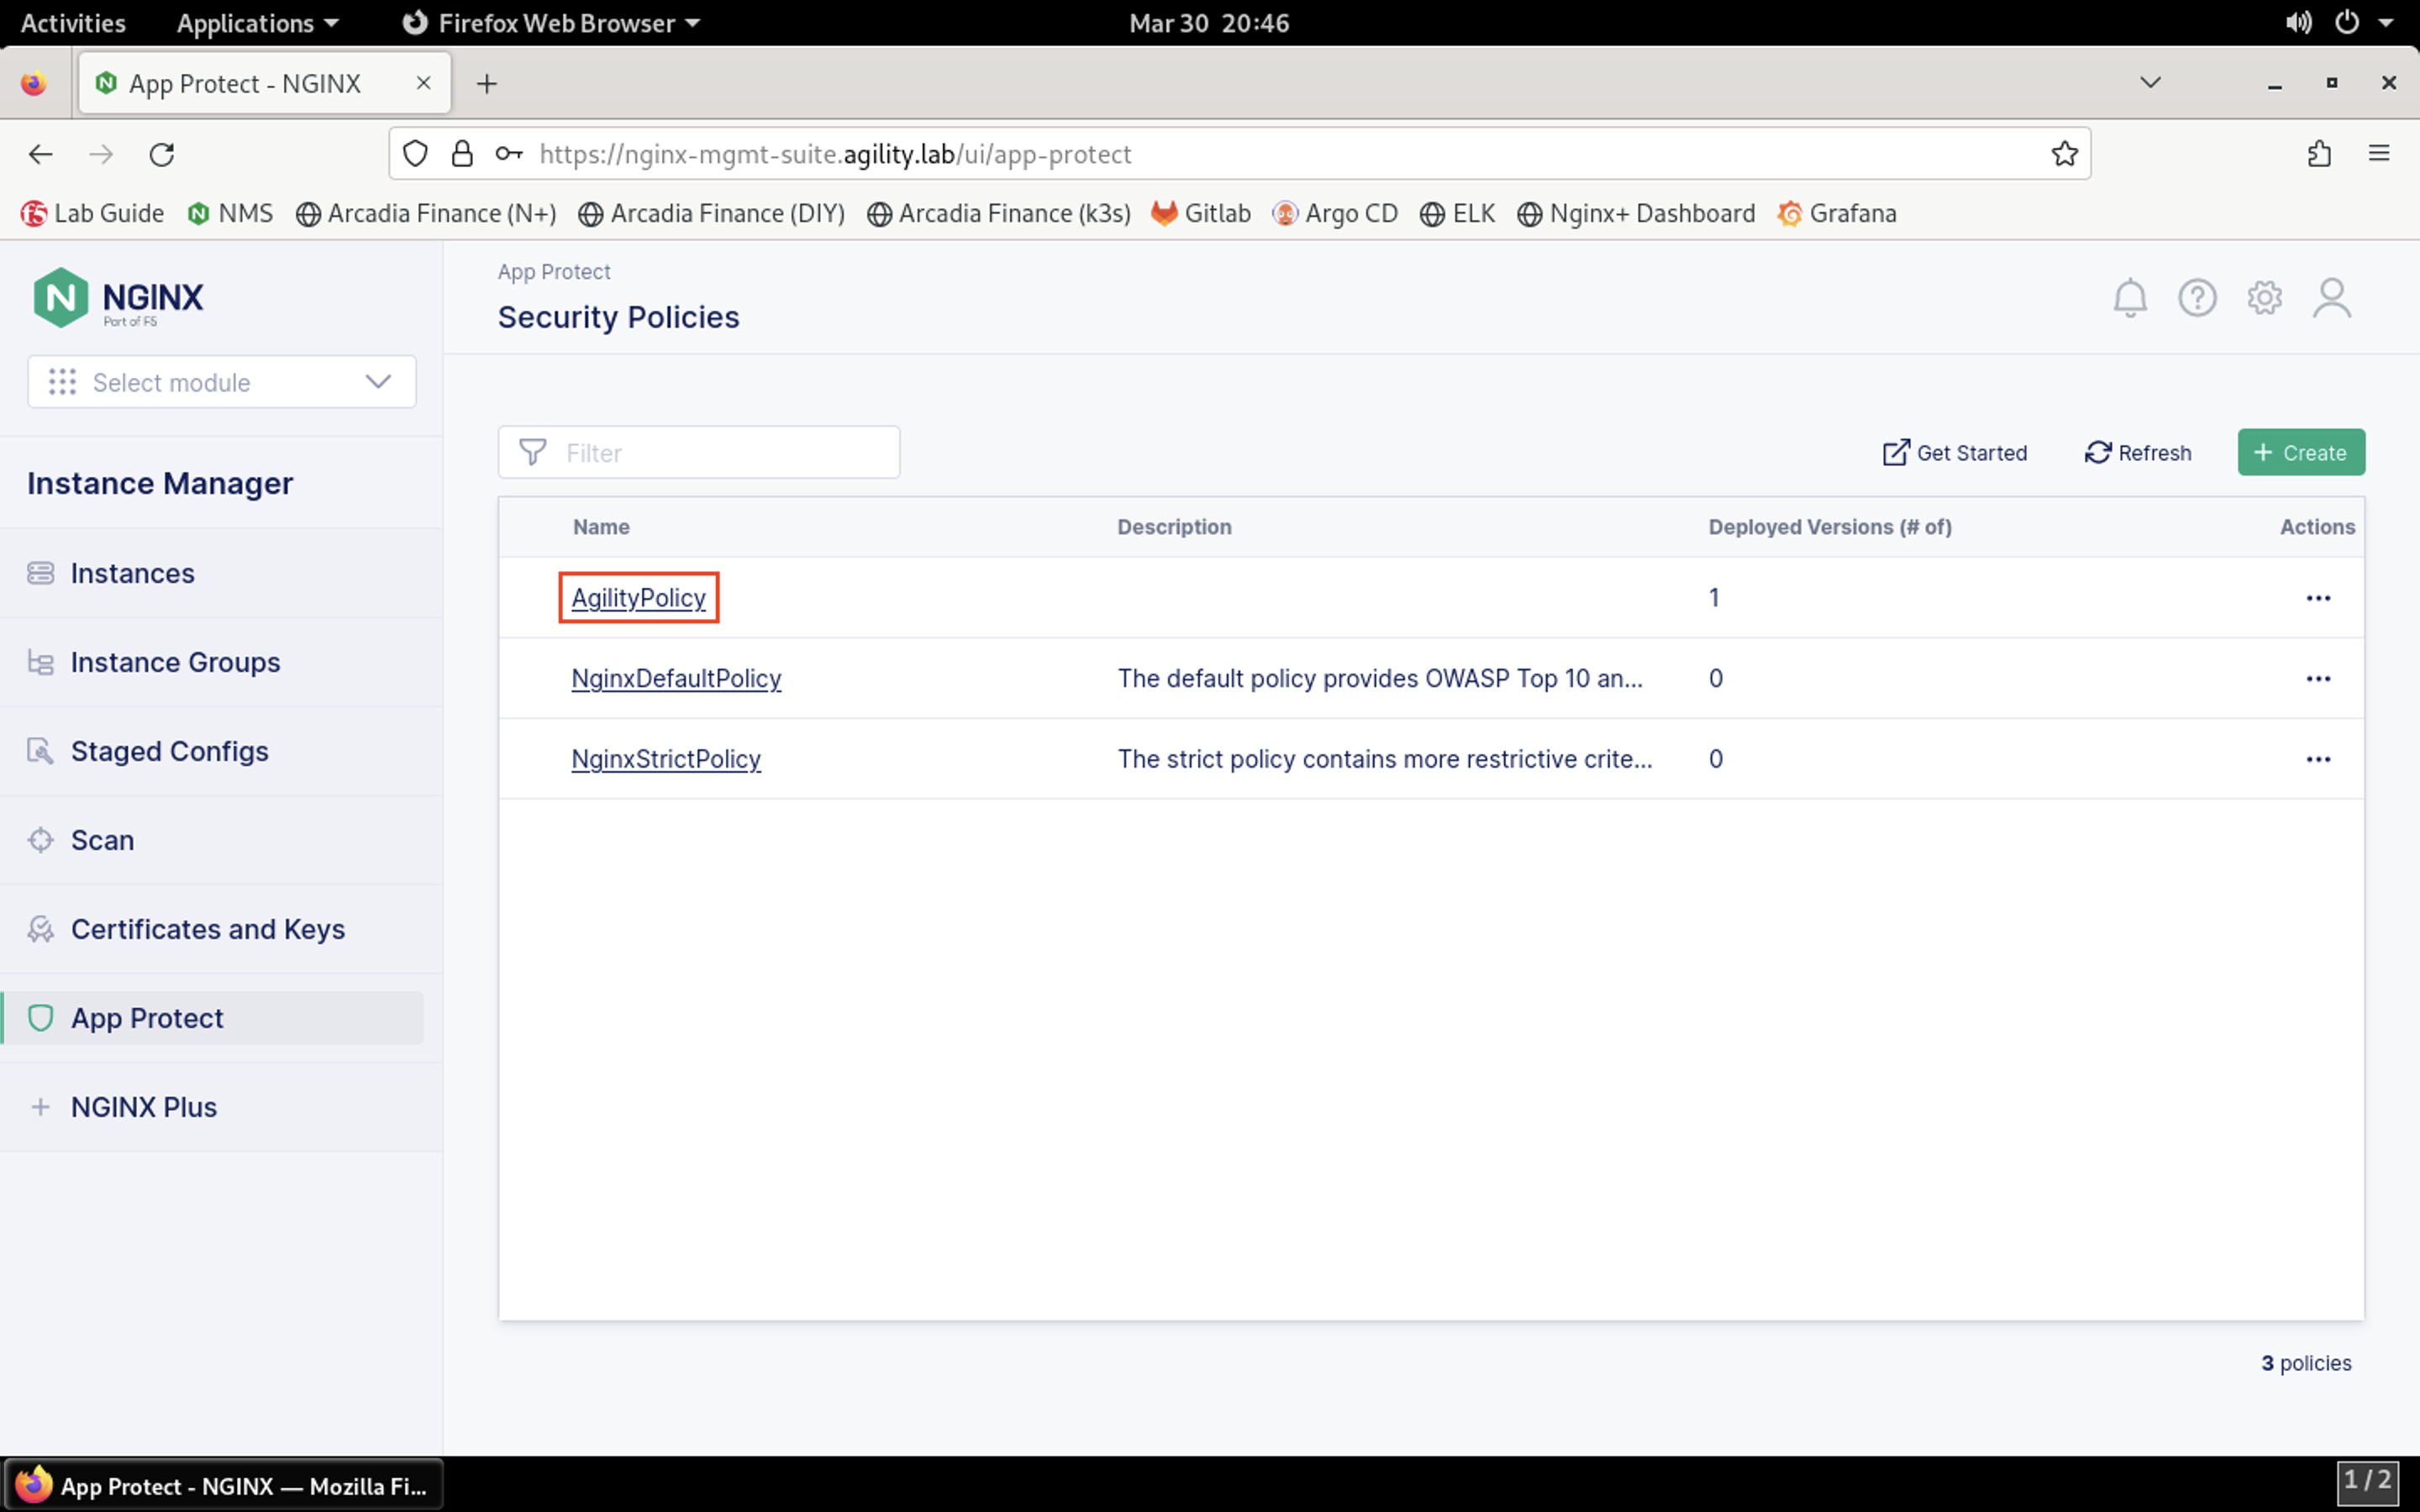 Activities Applications Firefox Web Browser Mar 30 20:46
App Protect - NGINX
https://nginx-mgmt-suite.agility.lab/ui/app-protect
Lab Guide NMS Arcadia Finance (N+) Arcadia Finance (DIY) Arcadia Finance (k3s) Gitlab Argo CD ELK Nginx+ Dashboard Grafana
NGINX
Part of F5
Select module
Instance Manager
Instances
Instance Groups
Staged Configs
Scan
Certificates and Keys
App Protect
NGINX Plus
App Protect
Security Policies
Filter
Get Started Refresh + Create
Name Description Deployed Versions (# of) Actions
AgilityPolicy 1 ...
NginxDefaultPolicy The default policy provides OWASP Top 10 an... 0 ...
NginxStrictPolicy The strict policy contains more restrictive crite... 0 ...
3 policies
App Protect - NGINX — Mozilla Fi... 1 / 2